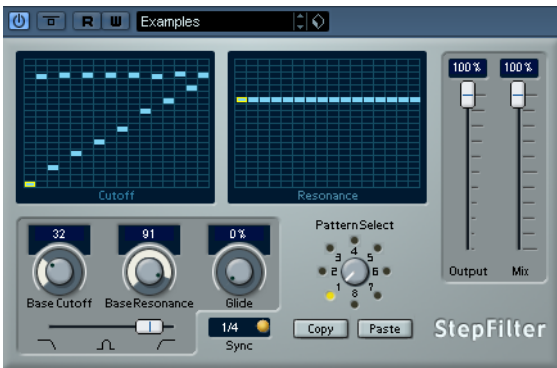 R W Examples
100 % 100 %
Cutoff Resonance
32 91 0 %
Base Cutoff Base Resonance Glide
Pattern Select
1 2 3 4 5 6 7 8
Output Mix
1/4
Sync
Copy Paste
StepFilter